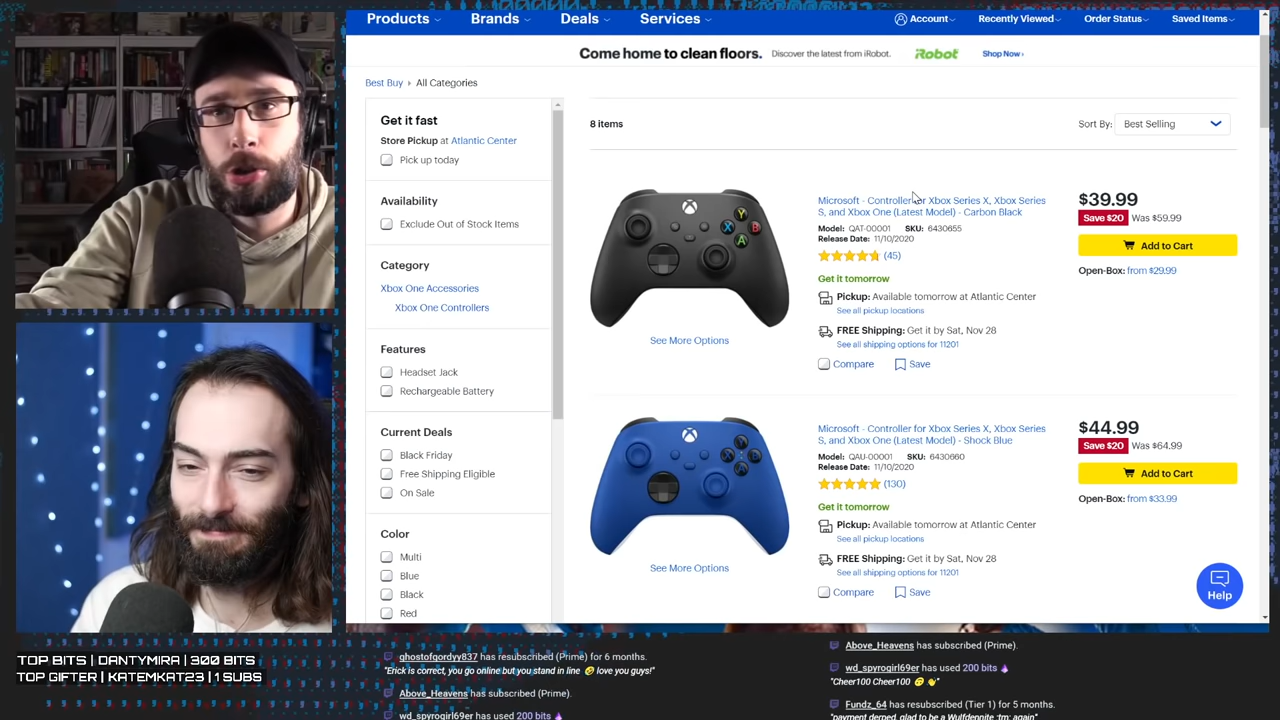 Products
Brands
Deals
Services
Account
Recently Viewed
Order Status
Saved Items
Come home to clean floors. Discover the latest from iRobot. iRobot Shop Now ›
Best Buy
All Categories
Get it fast
Store Pickup at Atlantic Center
Pick up today
Availability
Exclude Out of Stock Items
Category
Xbox One Accessories
Xbox One Controllers
Features
Headset Jack
Rechargeable Battery
Current Deals
Black Friday
Free Shipping Eligible
On Sale
Color
Multi
Blue
Black
Red
8 items
Sort By: Best Selling
See More Options
Microsoft - Controller for Xbox Series X, Xbox Series
S, and Xbox One (Latest Model) - Carbon Black
Model: QAT-00001 SKU: 6430655
Release Date: 11/10/2020
(45)
Get it tomorrow
Pickup: Available tomorrow at Atlantic Center
See all pickup locations
FREE Shipping: Get it by Sat, Nov 28
See all shipping options for 11201
Compare
Save
$39.99
Save $20 Was $59.99
Add to Cart
Open-Box: from $29.99
See More Options
Microsoft - Controller for Xbox Series X, Xbox Series
S, and Xbox One (Latest Model) - Shock Blue
Model: QAU-00001 SKU: 6430660
Release Date: 11/10/2020
(130)
Get it tomorrow
Pickup: Available tomorrow at Atlantic Center
See all pickup locations
FREE Shipping: Get it by Sat, Nov 28
See all shipping options for 11201
Compare
Save
$44.99
Save $20 Was $64.99
Add to Cart
Open-Box: from $33.99
Help
TOP BITS | DANTYMIRA | 300 BITS
TOP GIFTER | KATEMKAT23 | 1 SUBS
ghostofgordyy837 has resubscribed (Prime) for 6 months.
"Erick is correct, you go online but you stand in line love you guys!"
Above_Heavens has subscribed (Prime).
wd_spyrogirl69er has used 200 bits
Above_Heavens has subscribed (Prime).
wd_spyrogirl69er has used 200 bits
"Cheer100 Cheer100
Fundz_64 has resubscribed (Tier 1) for 5 months.
"payment derped, glad to be a Wulfdennite :tm: again"